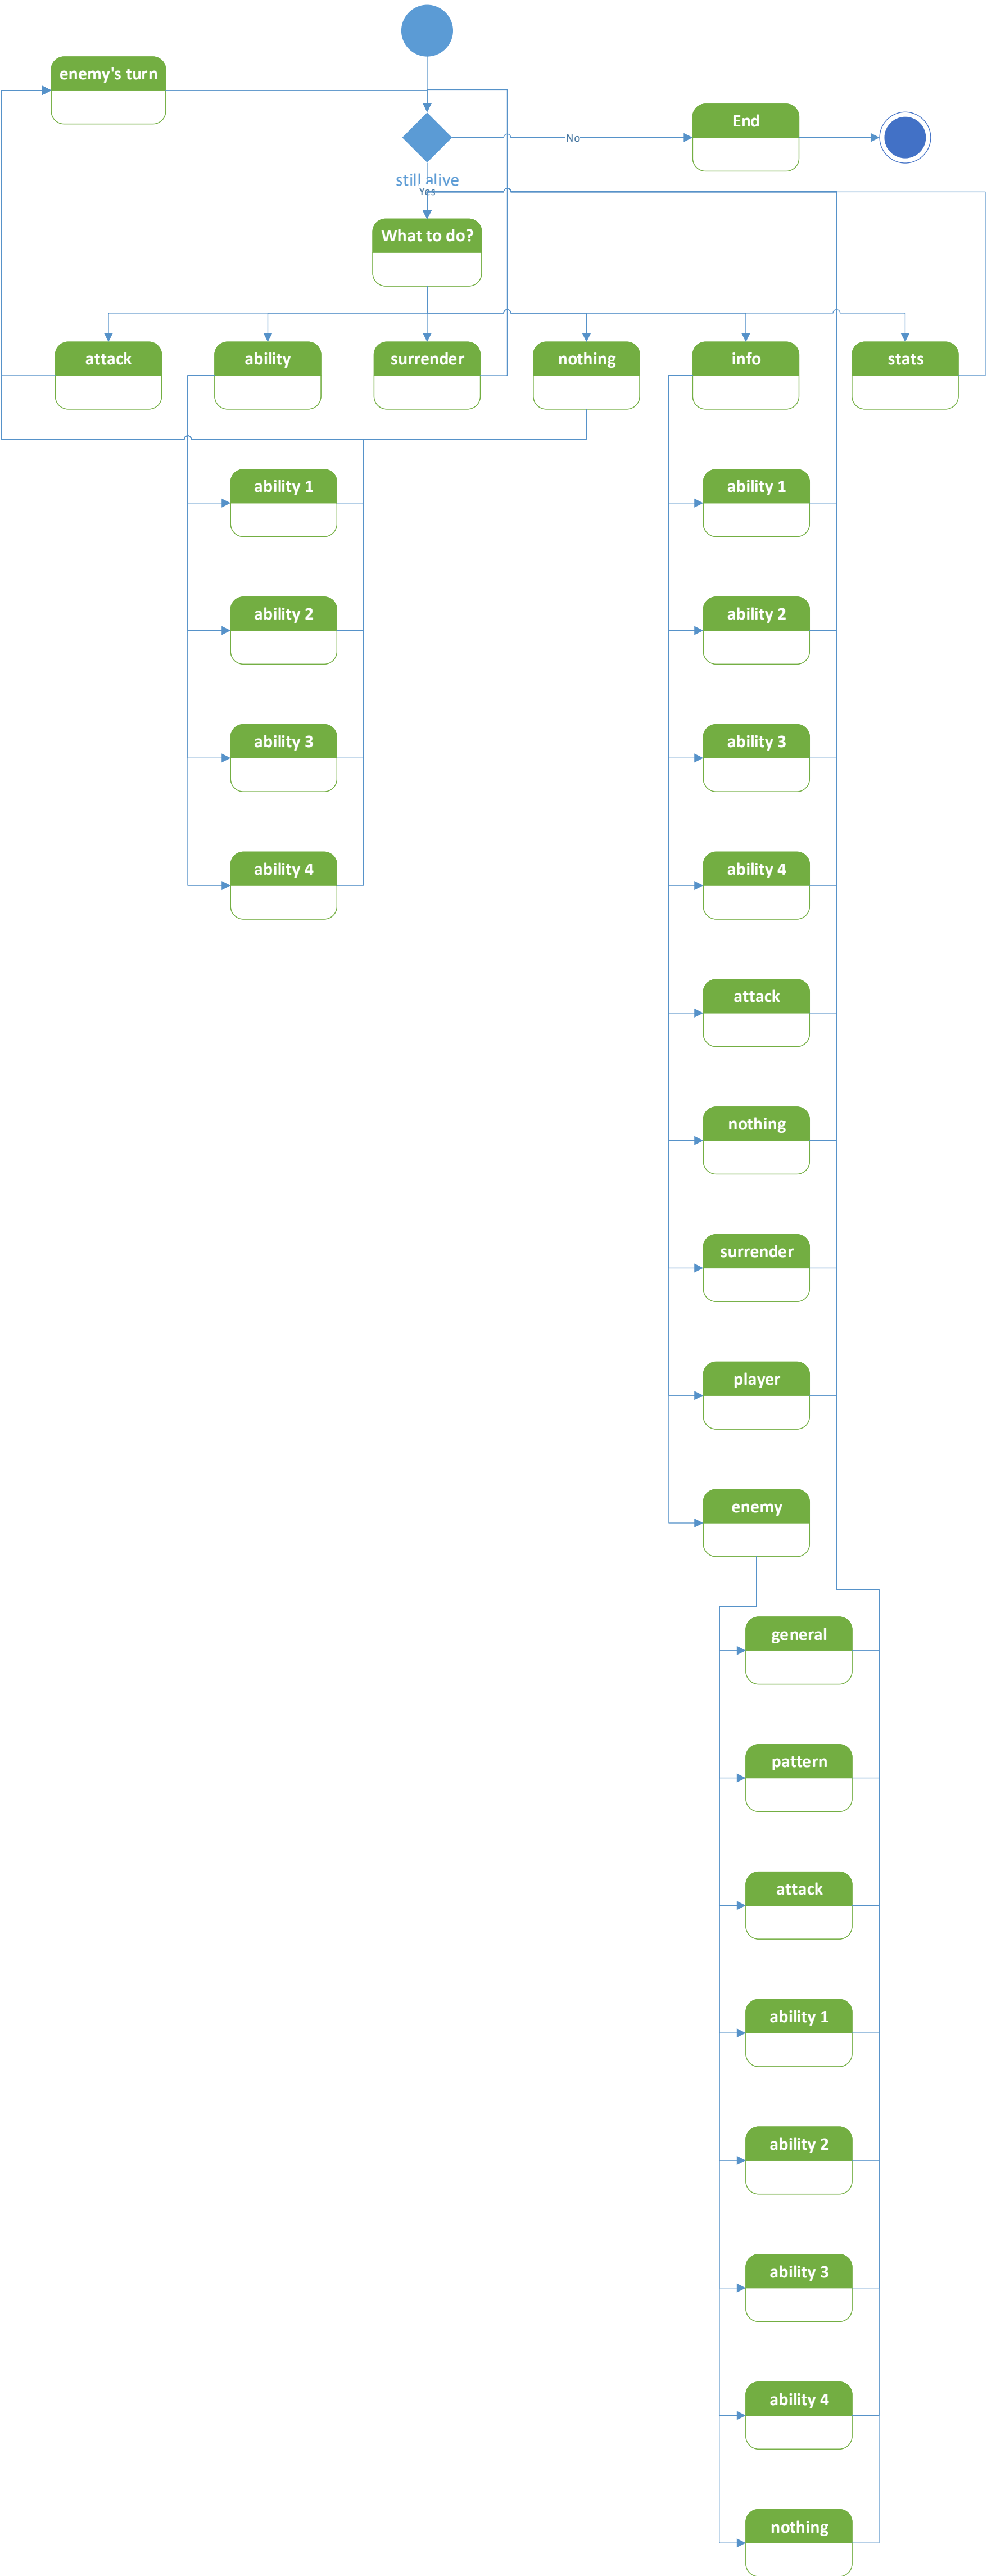 enemy's turn
End
No
still alive
Yes
What to do?
attack
ability
surrender
nothing
info
stats
ability 1
ability 1
ability 2
ability 2
ability 3
ability 3
ability 4
ability 4
attack
nothing
surrender
player
enemy
general
pattern
attack
ability 1
ability 2
ability 3
ability 4
nothing